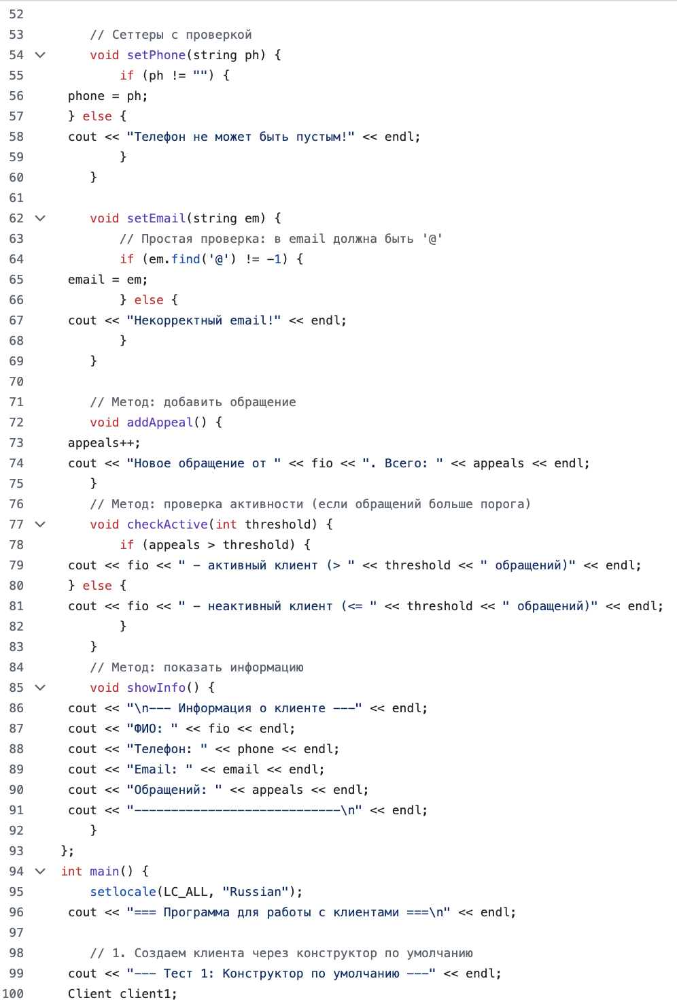 52
53         // Сеттеры с проверкой
54         void setPhone(string ph) {
55             if (ph != "") {
56      phone = ph;
57      } else {
58      cout << "Телефон не может быть пустым!" << endl;
59             }
60         }
61
62         void setEmail(string em) {
63             // Простая проверка: в email должна быть '@'
64             if (em.find('@') != -1) {
65      email = em;
66             } else {
67      cout << "Некорректный email!" << endl;
68             }
69         }
70
71         // Метод: добавить обращение
72         void addAppeal() {
73      appeals++;
74      cout << "Новое обращение от " << fio << ". Всего: " << appeals << endl;
75         }
76         // Метод: проверка активности (если обращений больше порога)
77         void checkActive(int threshold) {
78             if (appeals > threshold) {
79      cout << fio << " - активный клиент (> " << threshold << " обращений)" << endl;
80      } else {
81      cout << fio << " - неактивный клиент (<= " << threshold << " обращений)" << endl;
82             }
83         }
84         // Метод: показать информацию
85         void showInfo() {
86      cout << "\n--- Информация о клиенте ---" << endl;
87      cout << "ФИО: " << fio << endl;
88      cout << "Телефон: " << phone << endl;
89      cout << "Email: " << email << endl;
90      cout << "Обращений: " << appeals << endl;
91      cout << "----------------------------\n" << endl;
92         }
93     };
94     int main() {
95         setlocale(LC_ALL, "Russian");
96      cout << "=== Программа для работы с клиентами ===\n" << endl;
97
98         // 1. Создаем клиента через конструктор по умолчанию
99      cout << "--- Тест 1: Конструктор по умолчанию ---" << endl;
100     Client client1;